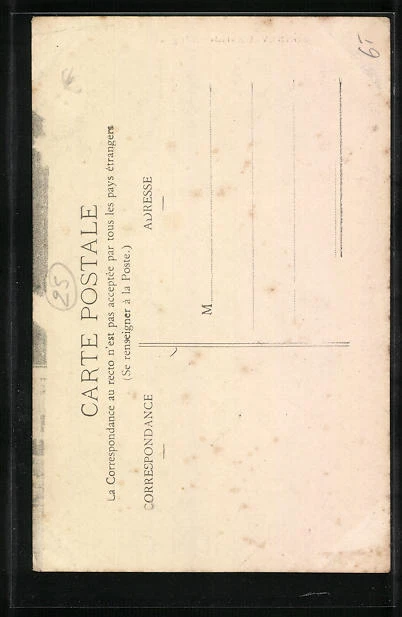 25
CARTE POSTALE
La Correspondance au recto n'est pas acceptée par tous les pays étrangers
(Se renseigner à la Poste.)
CORRESPONDANCE
ADRESSE
M